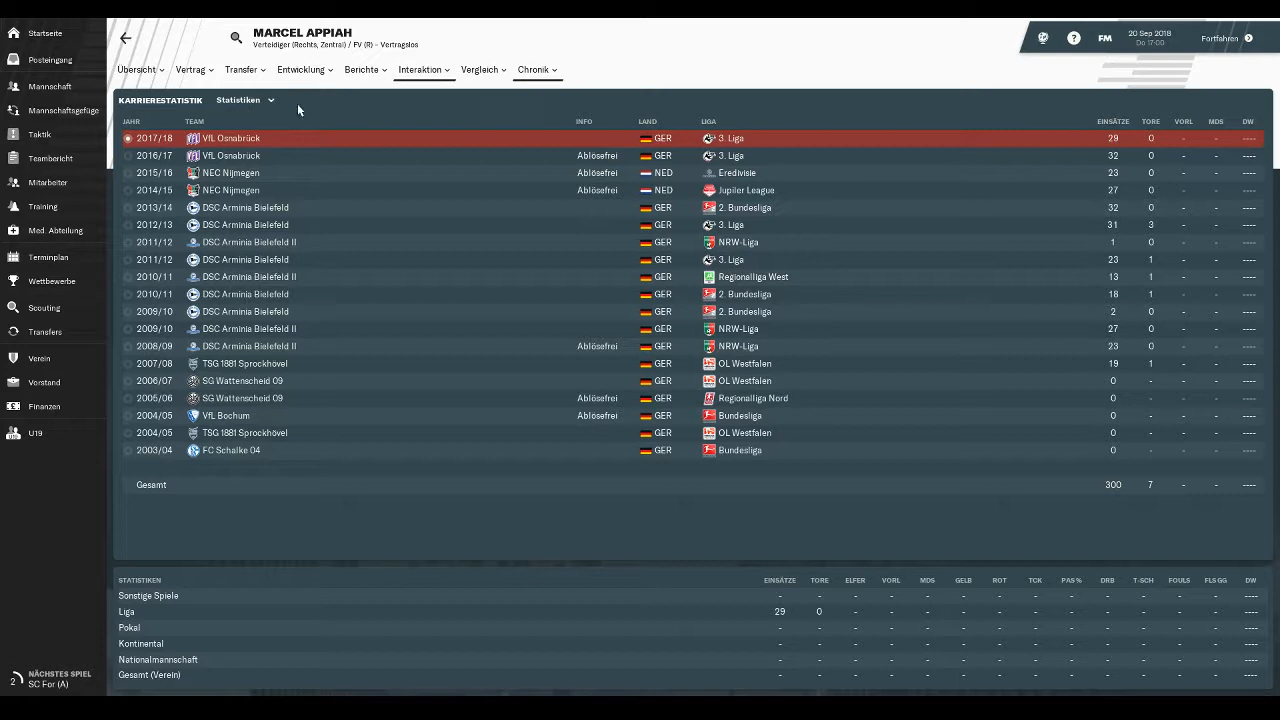 MARCEL APPIAH
Verteidiger (Rechts, Zentral) / FV (R) – Vertragslos
20 Sep 2018
Do 17:00
FM
Fortfahren
Startseite
Posteingang
Mannschaft
Mannschaftsgefüge
Taktik
Teambericht
Mitarbeiter
Training
Med. Abteilung
Terminplan
Wettbewerbe
Scouting
Transfers
Verein
Vorstand
Finanzen
U19
NÄCHSTES SPIEL
2 SC For (A)
Übersicht Vertrag Transfer Entwicklung Berichte Interaktion Vergleich Chronik
KARRIERESTATISTIK Statistiken
JAHR TEAM INFO LAND LIGA EINSÄTZE TORE VORL MDS DW
2017/18 VfL Osnabrück GER 3. Liga 29 0 - - ----
2016/17 VfL Osnabrück Ablösefrei GER 3. Liga 32 0 - - ----
2015/16 NEC Nijmegen Ablösefrei NED Eredivisie 23 0 - - ----
2014/15 NEC Nijmegen Ablösefrei NED Jupiler League 27 0 - - ----
2013/14 DSC Arminia Bielefeld GER 2. Bundesliga 32 0 - - ----
2012/13 DSC Arminia Bielefeld GER 3. Liga 31 3 - - ----
2011/12 DSC Arminia Bielefeld II GER NRW-Liga 1 0 - - ----
2011/12 DSC Arminia Bielefeld GER 3. Liga 23 1 - - ----
2010/11 DSC Arminia Bielefeld II GER Regionalliga West 13 1 - - ----
2010/11 DSC Arminia Bielefeld GER 2. Bundesliga 18 1 - - ----
2009/10 DSC Arminia Bielefeld GER 2. Bundesliga 2 0 - - ----
2009/10 DSC Arminia Bielefeld II GER NRW-Liga 27 0 - - ----
2008/09 DSC Arminia Bielefeld II Ablösefrei GER NRW-Liga 23 0 - - ----
2007/08 TSG 1881 Sprockhövel GER OL Westfalen 19 1 - - ----
2006/07 SG Wattenscheid 09 GER OL Westfalen 0 - - ----
2005/06 SG Wattenscheid 09 Ablösefrei GER Regionalliga Nord 0 - - ----
2004/05 VfL Bochum Ablösefrei GER Bundesliga 0 - - ----
2004/05 TSG 1881 Sprockhövel GER OL Westfalen 0 - - ----
2003/04 FC Schalke 04 GER Bundesliga 0 - - ----
Gesamt 300 7 - - ----
STATISTIKEN EINSÄTZE TORE ELFER VORL MDS GELB ROT TCK PAS % DRB T-SCH FOULS FLS GG DW
Sonstige Spiele - - - - - - - - - - - - - ----
Liga 29 0 - - - - - - - - - - - ----
Pokal - - - - - - - - - - - - - ----
Kontinental - - - - - - - - - - - - - ----
Nationalmannschaft - - - - - - - - - - - - - ----
Gesamt (Verein) - - - - - - - - - - - - - ----